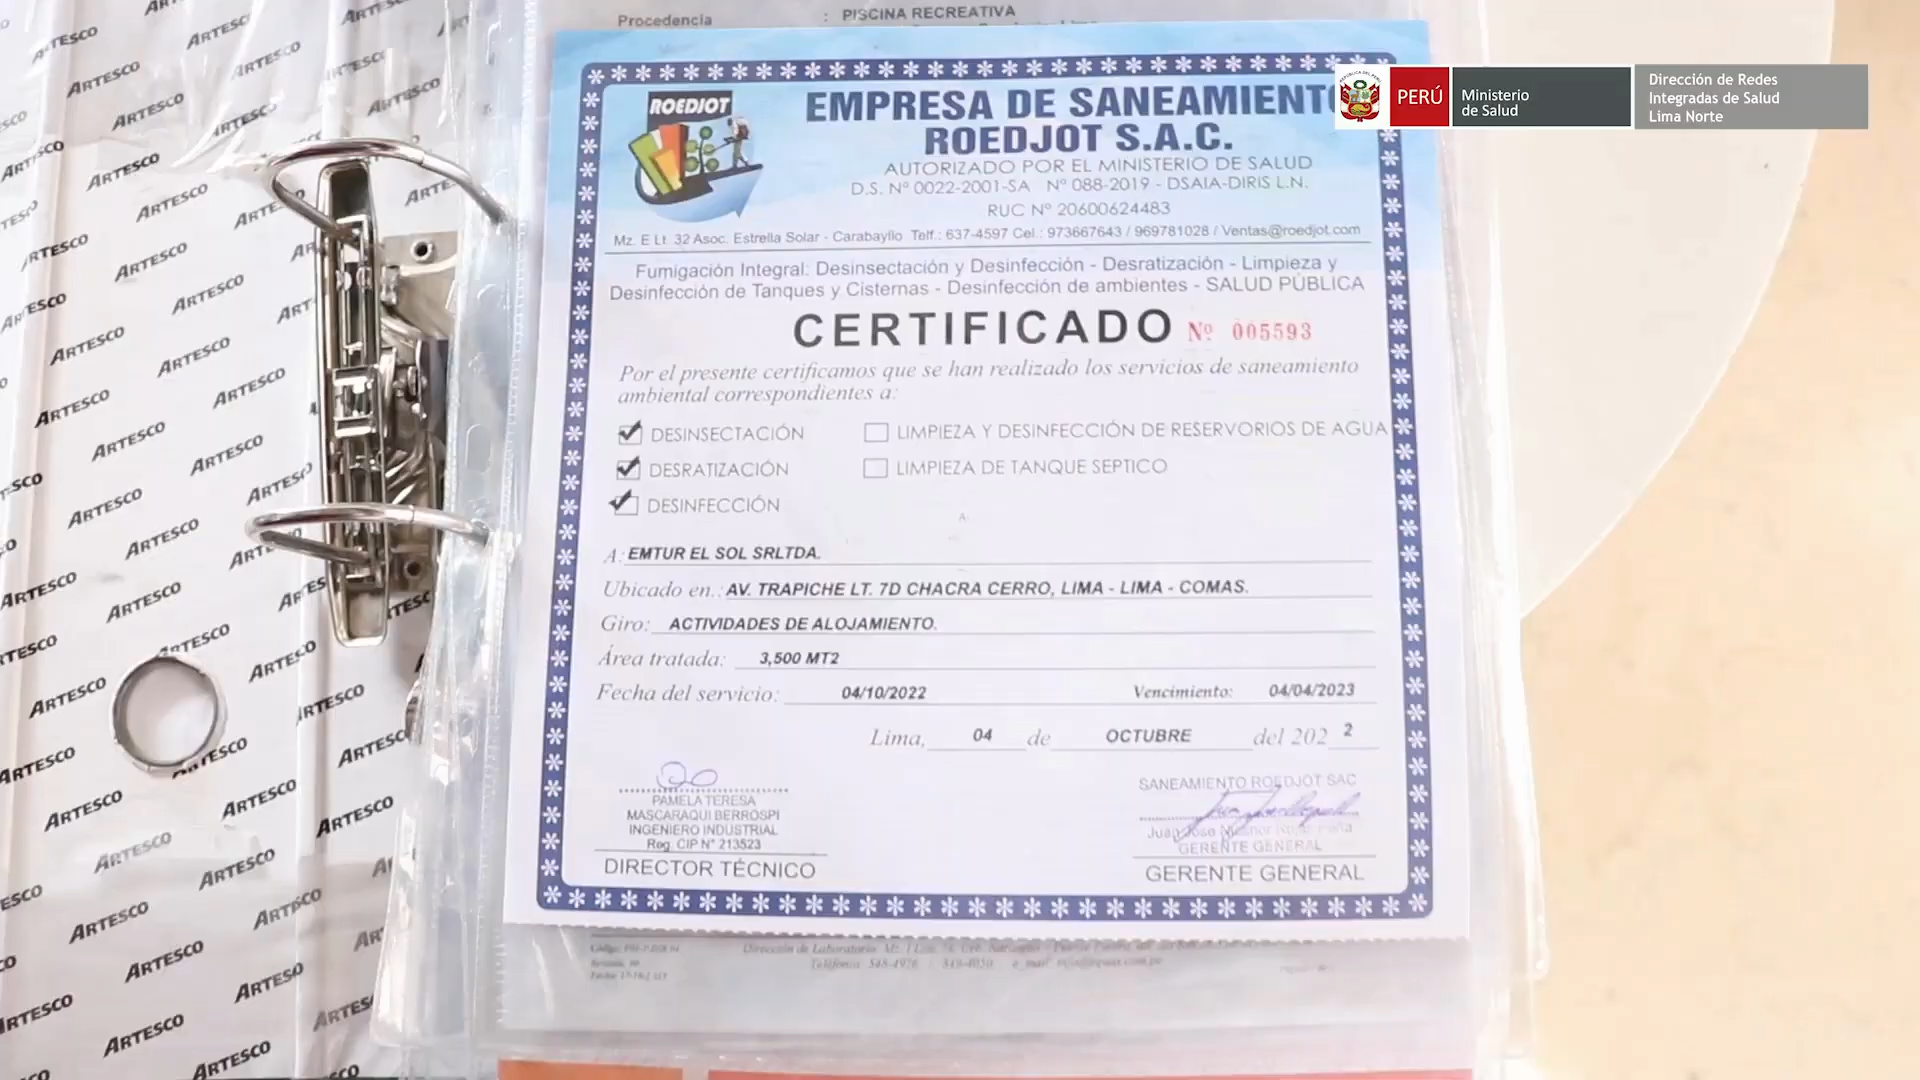 Procedencia : PISCINA RECREATIVA
PERÚ
Ministerio
de Salud
Dirección de Redes
Integradas de Salud
Lima Norte
ROEDJOT
EMPRESA DE SANEAMIENTO
ROEDJOT S.A.C.
AUTORIZADO POR EL MINISTERIO DE SALUD
D.S. Nº 0022-2001-SA Nº 088-2019 - DSAIA-DIRIS L.N.
RUC Nº 20600624483
Mz. E Lt. 32 Asoc. Estrella Solar - Carabayllo Telf.: 637-4597 Cel.: 973667643 / 969781028 / Ventas@roedjot.com
Fumigación Integral: Desinsectación y Desinfección - Desratización - Limpieza y
Desinfección de Tanques y Cisternas - Desinfección de ambientes - SALUD PÚBLICA
CERTIFICADO Nº 005593
Por el presente certificamos que se han realizado los servicios de saneamiento
ambiental correspondientes a:
DESINSECTACIÓN LIMPIEZA Y DESINFECCIÓN DE RESERVORIOS DE AGUA
DESRATIZACIÓN LIMPIEZA DE TANQUE SEPTICO
DESINFECCIÓN
A: EMTUR EL SOL SRLTDA.
Ubicado en.: AV. TRAPICHE LT. 7D CHACRA CERRO, LIMA - LIMA - COMAS.
Giro: ACTIVIDADES DE ALOJAMIENTO.
Área tratada: 3,500 MT2
Fecha del servicio: 04/10/2022 Vencimiento: 04/04/2023
Lima, 04 de OCTUBRE del 2022
PAMELA TERESA
MASCARAQUI BERROSPI
INGENIERO INDUSTRIAL
Reg. CIP N° 213523
DIRECTOR TÉCNICO
SANEAMIENTO ROEDJOT SAC
GERENTE GENERAL
GERENTE GENERAL
ARTESCO